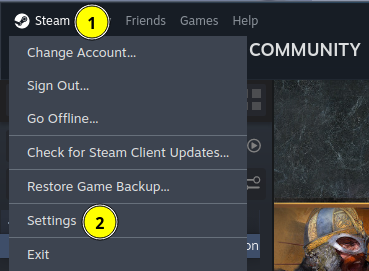 Steam 1 Friends Games Help
COMMUNITY
Change Account...
Sign Out...
Go Offline...
Check for Steam Client Updates...
Restore Game Backup...
Settings 2
Exit